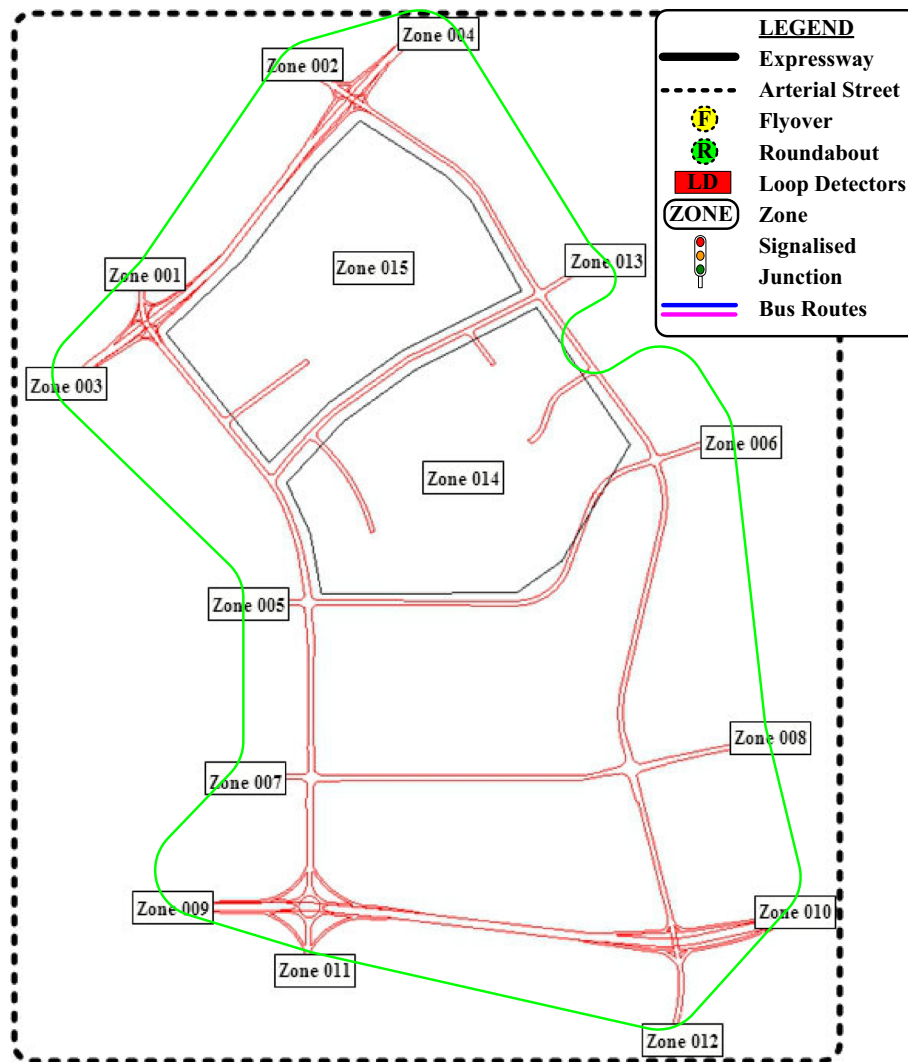 Zone 004
Zone 002
LEGEND
Expressway
Arterial Street
F Flyover
R Roundabout
LD Loop Detectors
ZONE Zone
Signalised
Junction
Bus Routes
Zone 013
Zone 015
Zone 001
Zone 003
Zone 006
Zone 014
Zone 005
Zone 008
Zone 007
Zone 009
Zone 010
Zone 011
Zone 012